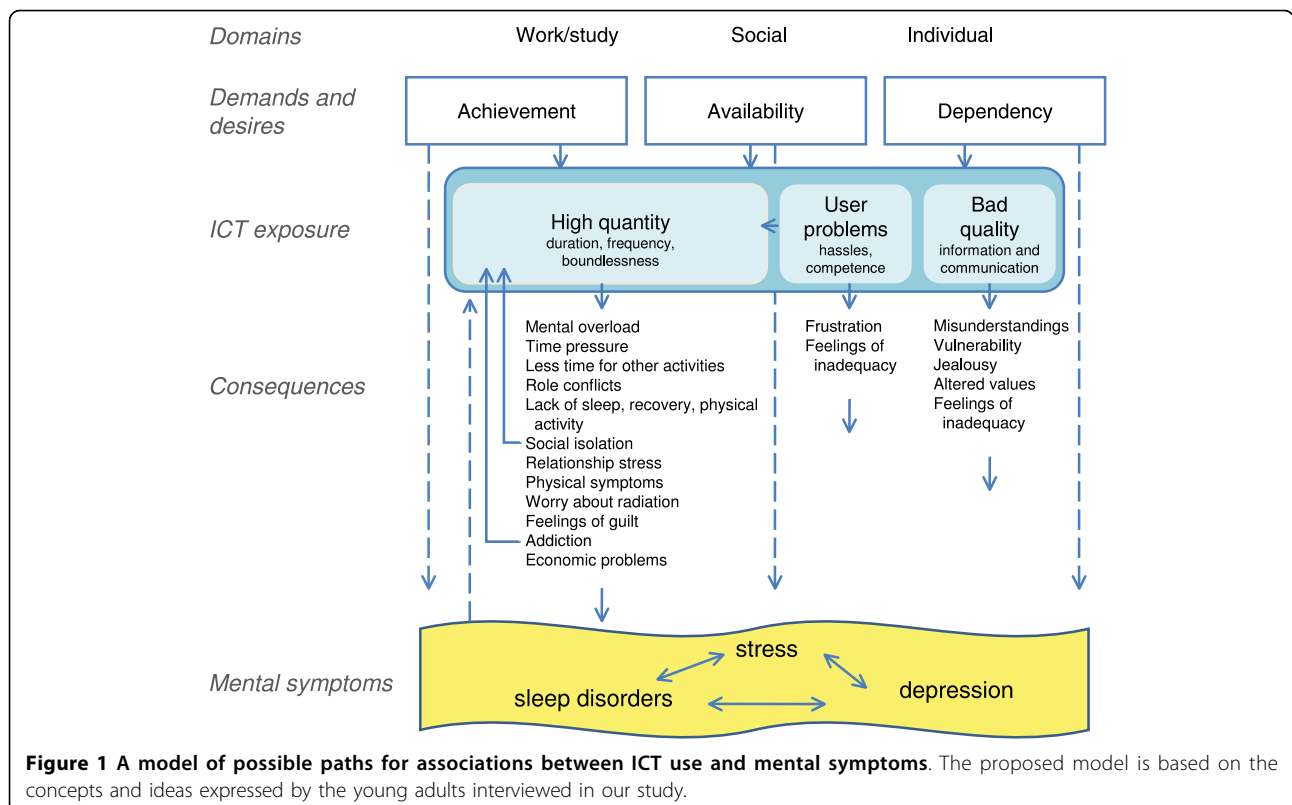 Domains Work/study Social Individual
Demands and
desires
Achievement Availability Dependency
ICT exposure
High quantity
duration, frequency,
boundlessness
User
problems
hassles,
competence
Bad
quality
information and
communication
Consequences
Mental overload
Time pressure
Less time for other activities
Role conflicts
Lack of sleep, recovery, physical
activity
Social isolation
Relationship stress
Physical symptoms
Worry about radiation
Feelings of guilt
Addiction
Economic problems
Frustration
Feelings of
inadequacy
Misunderstandings
Vulnerability
Jealousy
Altered values
Feelings of
inadequacy
Mental symptoms
stress
sleep disorders
depression
Figure 1 A model of possible paths for associations between ICT use and mental symptoms. The proposed model is based on the
concepts and ideas expressed by the young adults interviewed in our study.